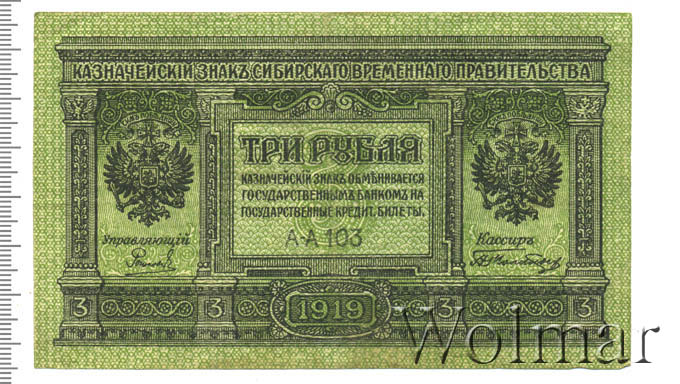 КАЗНАЧЕЙСКІЙ ЗНАКЪ СИБИРСКАГО ВРЕМЕННАГО ПРАВИТЕЛЬСТВА
ТРИ РУБЛЯ
КАЗНАЧЕЙСКІЙ ЗНАКЪ ОБМѢНИВАЕТСЯ
ГОСУДАРСТВЕННЫМЪ БАНКОМЪ НА
ГОСУДАРСТВЕННЫЕ КРЕДИТ. БИЛЕТЫ.
А-А 103
Управляющій
Кассиръ
3 3 1919 3 3
Wolmar